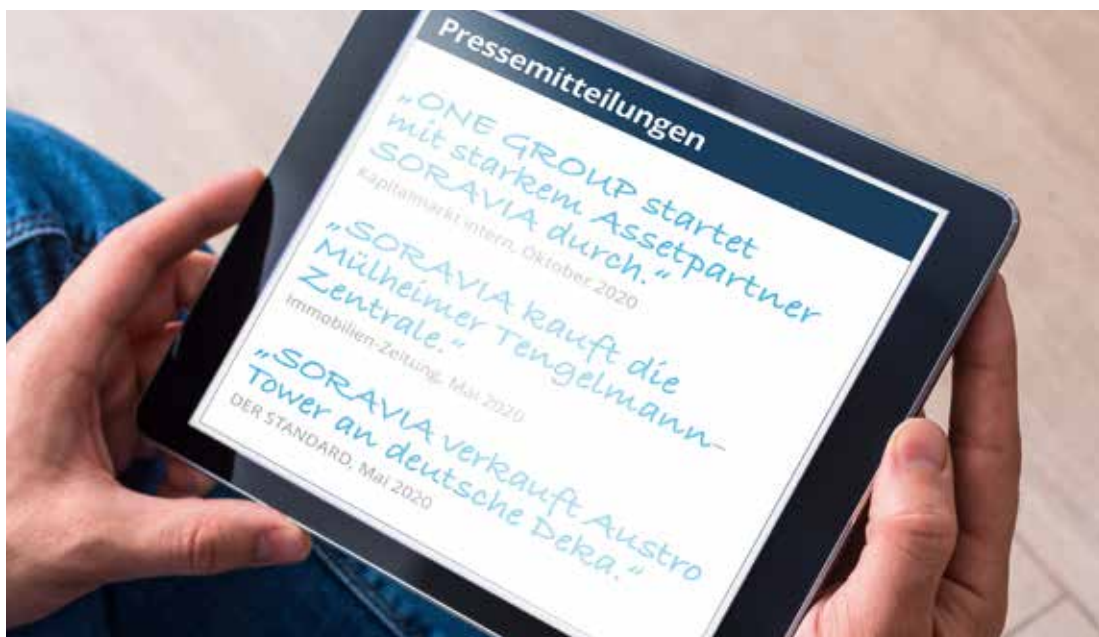 Pressemitteilungen
„ONE GROUP startet
mit starkem Assetpartner
SORAVIA durch.“
Kapitalmarkt intern, Oktober 2020
„SORAVIA kauft die
Mülheimer Tengelmann-
Zentrale.“
Immobilien-Zeitung, Mai 2020
„SORAVIA verkauft Austro
Tower an deutsche Deka.“
DER STANDARD, Mai 2020